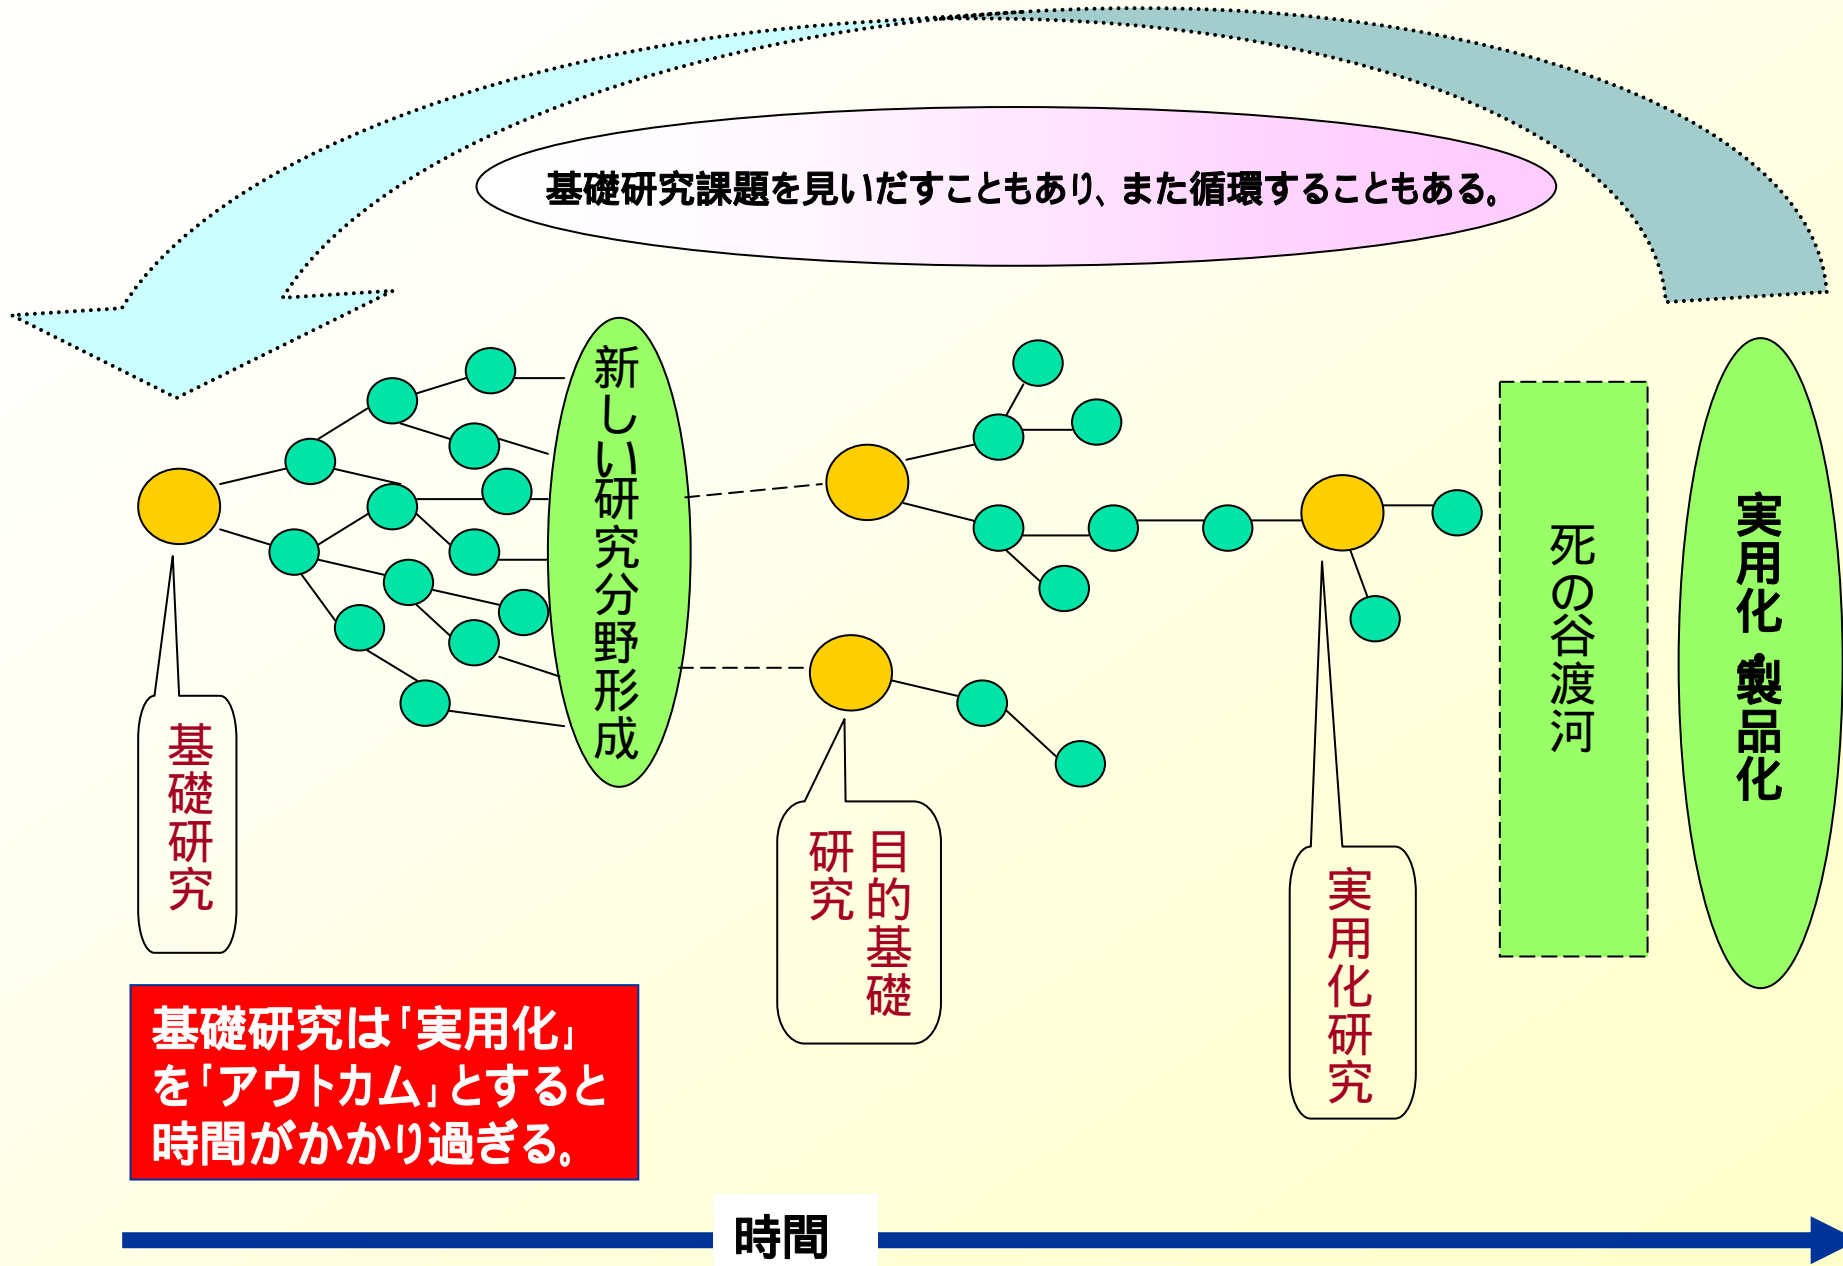 基礎研究課題を見いだすこともあり、また循環することもある。
新しい研究分野形成
死の谷渡河
実用化・製品化
基礎研究
目的基礎
研究
実用化研究
基礎研究は「実用化」
を「アウトカム」とすると
時間がかかり過ぎる。
時間